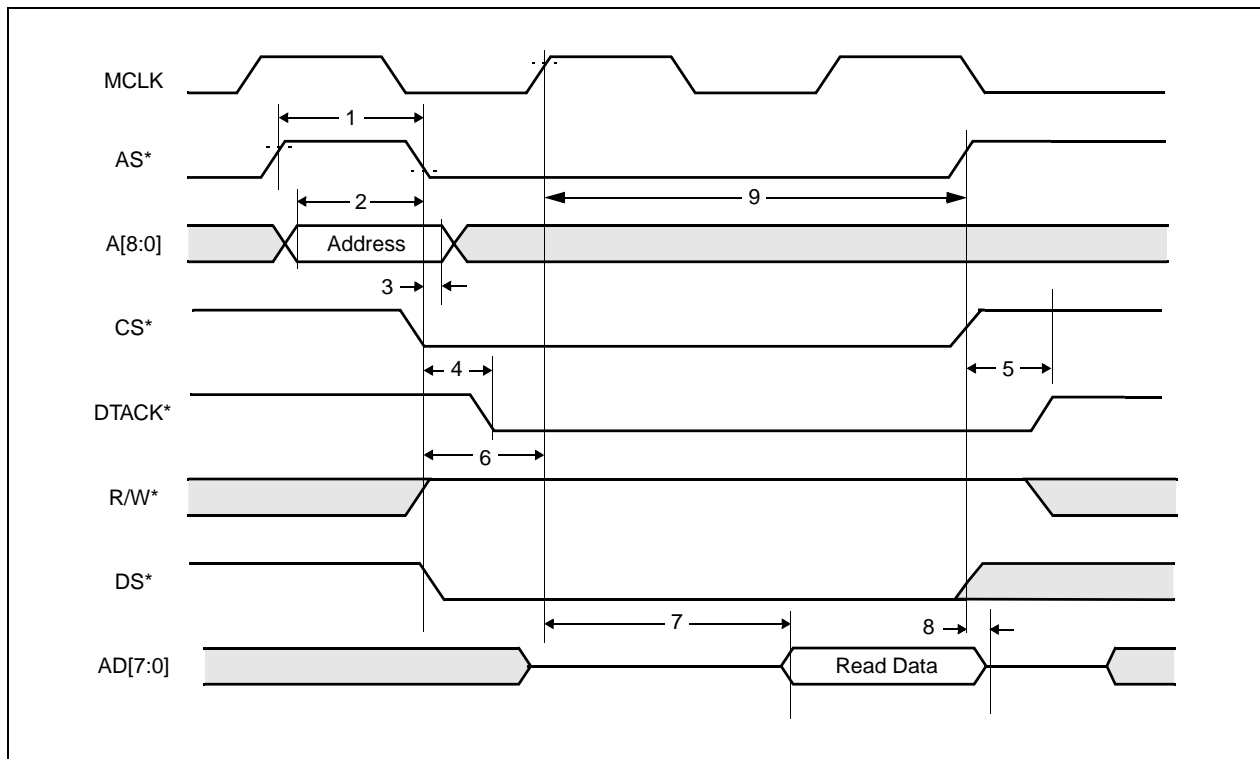 MCLK
1
AS*
2
9
A[8:0]
Address
3
CS*
4
5
DTACK*
6
R/W*
DS*
7
8
AD[7:0]
Read Data